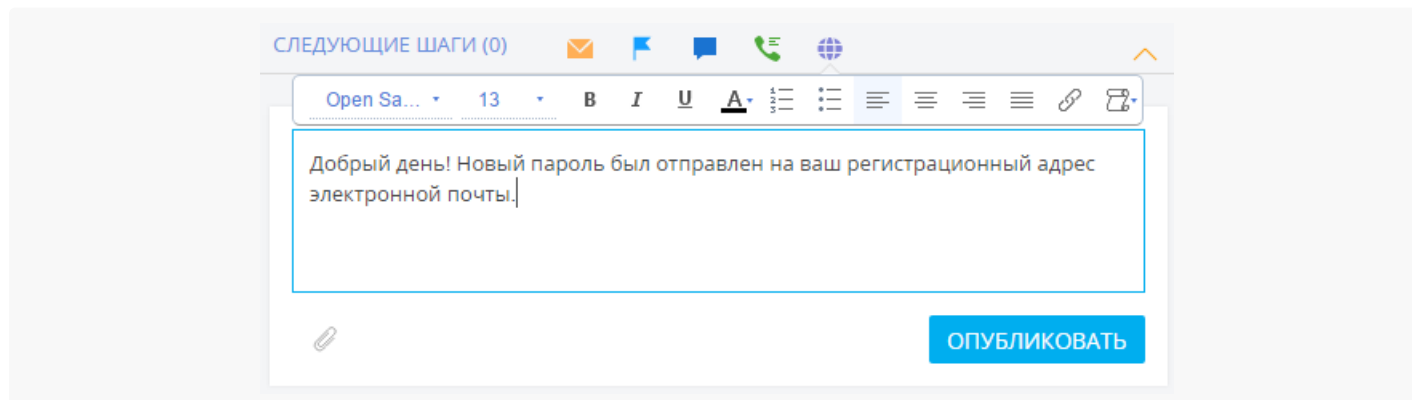 СЛЕДУЮЩИЕ ШАГИ (0)
Open Sa... 13 B I U A
Добрый день! Новый пароль был отправлен на ваш регистрационный адрес
электронной почты.
ОПУБЛИКОВАТЬ